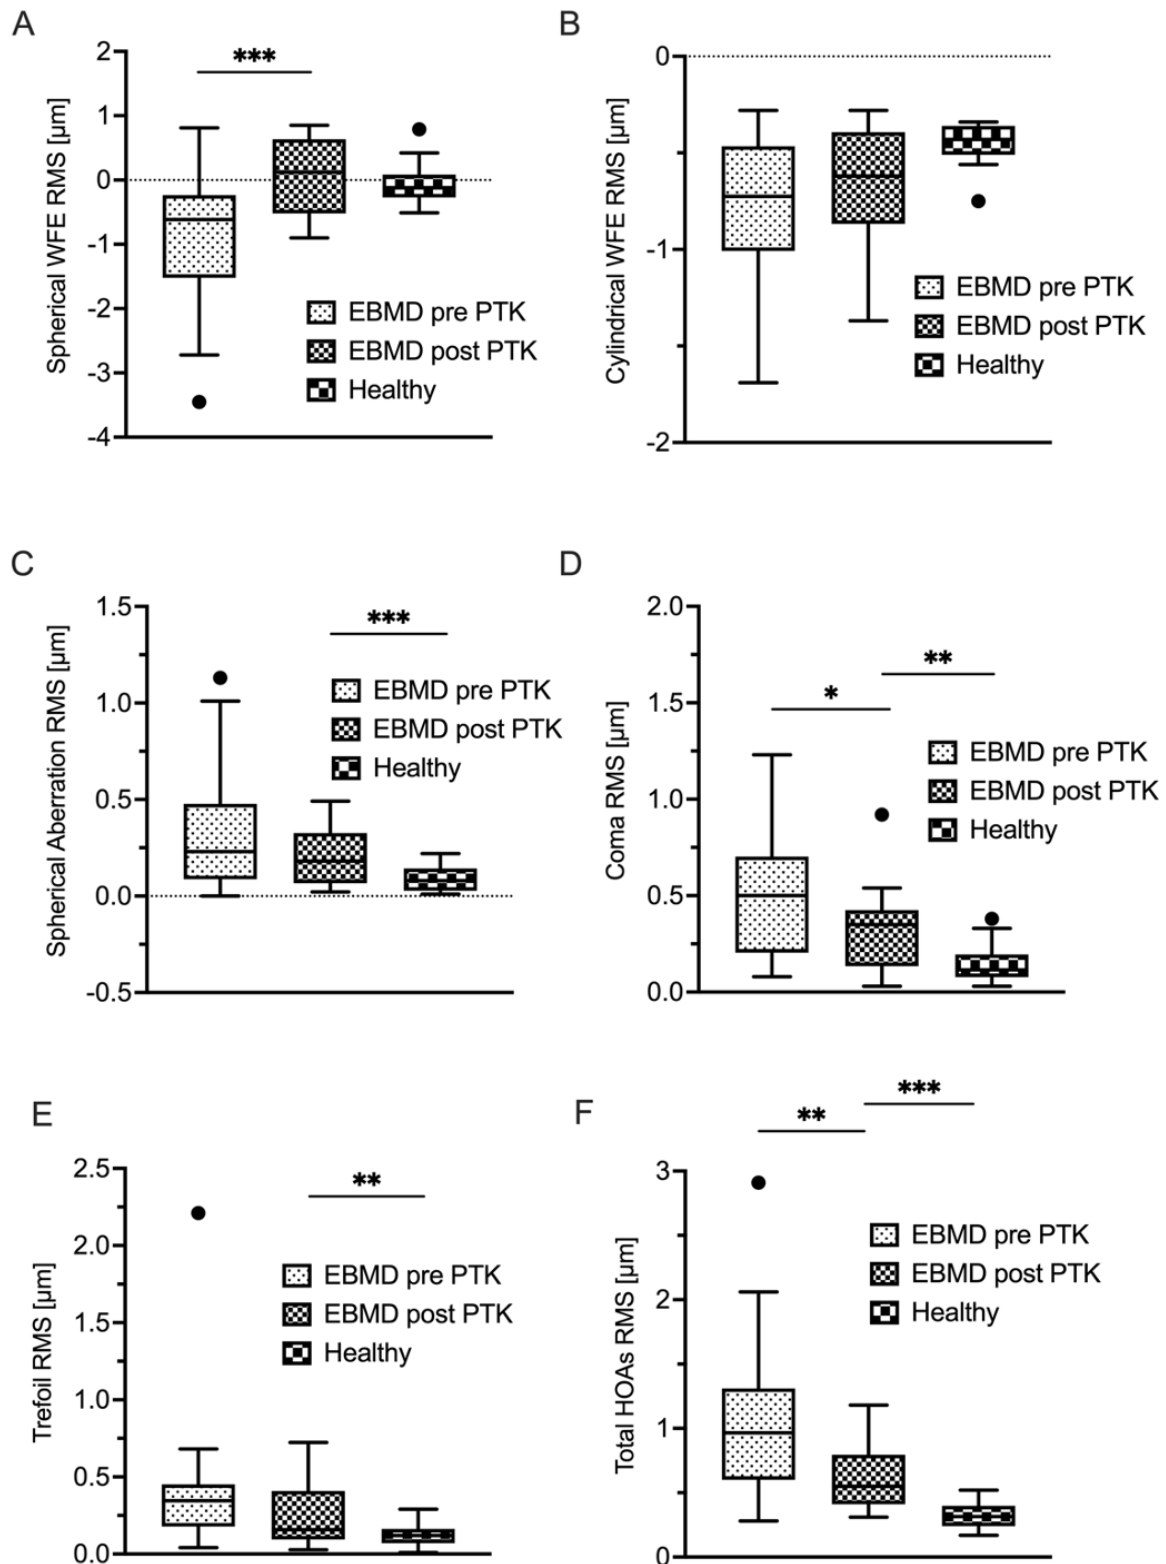 A
Spherical WFE RMS [µm]
2
1
0
-1
-2
-3
-4
***
EBMD pre PTK
EBMD post PTK
Healthy
B
Cylindrical WFE RMS [µm]
0
-1
-2
EBMD pre PTK
EBMD post PTK
Healthy
C
Spherical Aberration RMS [µm]
1.5
1.0
0.5
0.0
-0.5
***
EBMD pre PTK
EBMD post PTK
Healthy
D
Coma RMS [µm]
2.0
1.5
1.0
0.5
0.0
*
**
EBMD pre PTK
EBMD post PTK
Healthy
E
Trefoil RMS [µm]
2.5
2.0
1.5
1.0
0.5
0.0
**
EBMD pre PTK
EBMD post PTK
Healthy
F
Total HOAs RMS [µm]
3
2
1
0
**
***
EBMD pre PTK
EBMD post PTK
Healthy